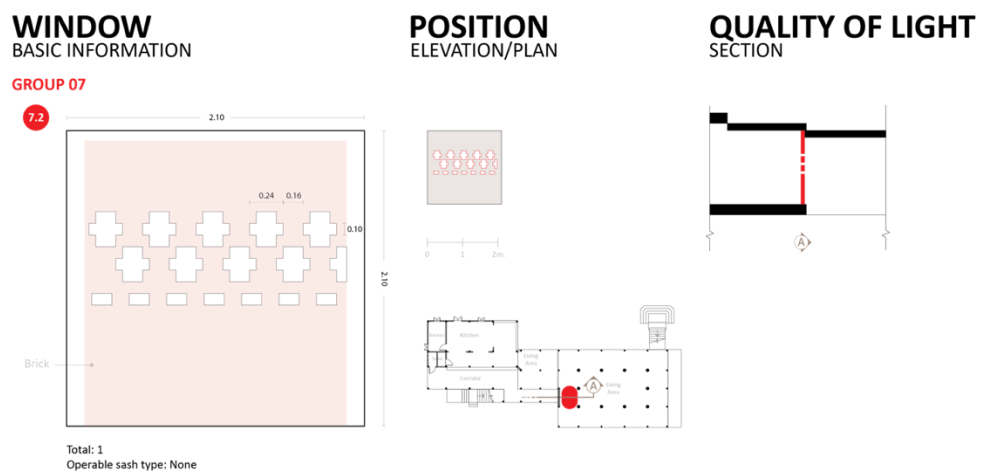 WINDOW
BASIC INFORMATION
GROUP 07
7.2
2.10
0.24
0.16
0.10
2.10
Brick
Total: 1
Operable sash type: None
POSITION
ELEVATION/PLAN
0
1
2m.
Kitchen
Kitchen
Living
Area
Corridor
A
Living
Area
QUALITY OF LIGHT
SECTION
A